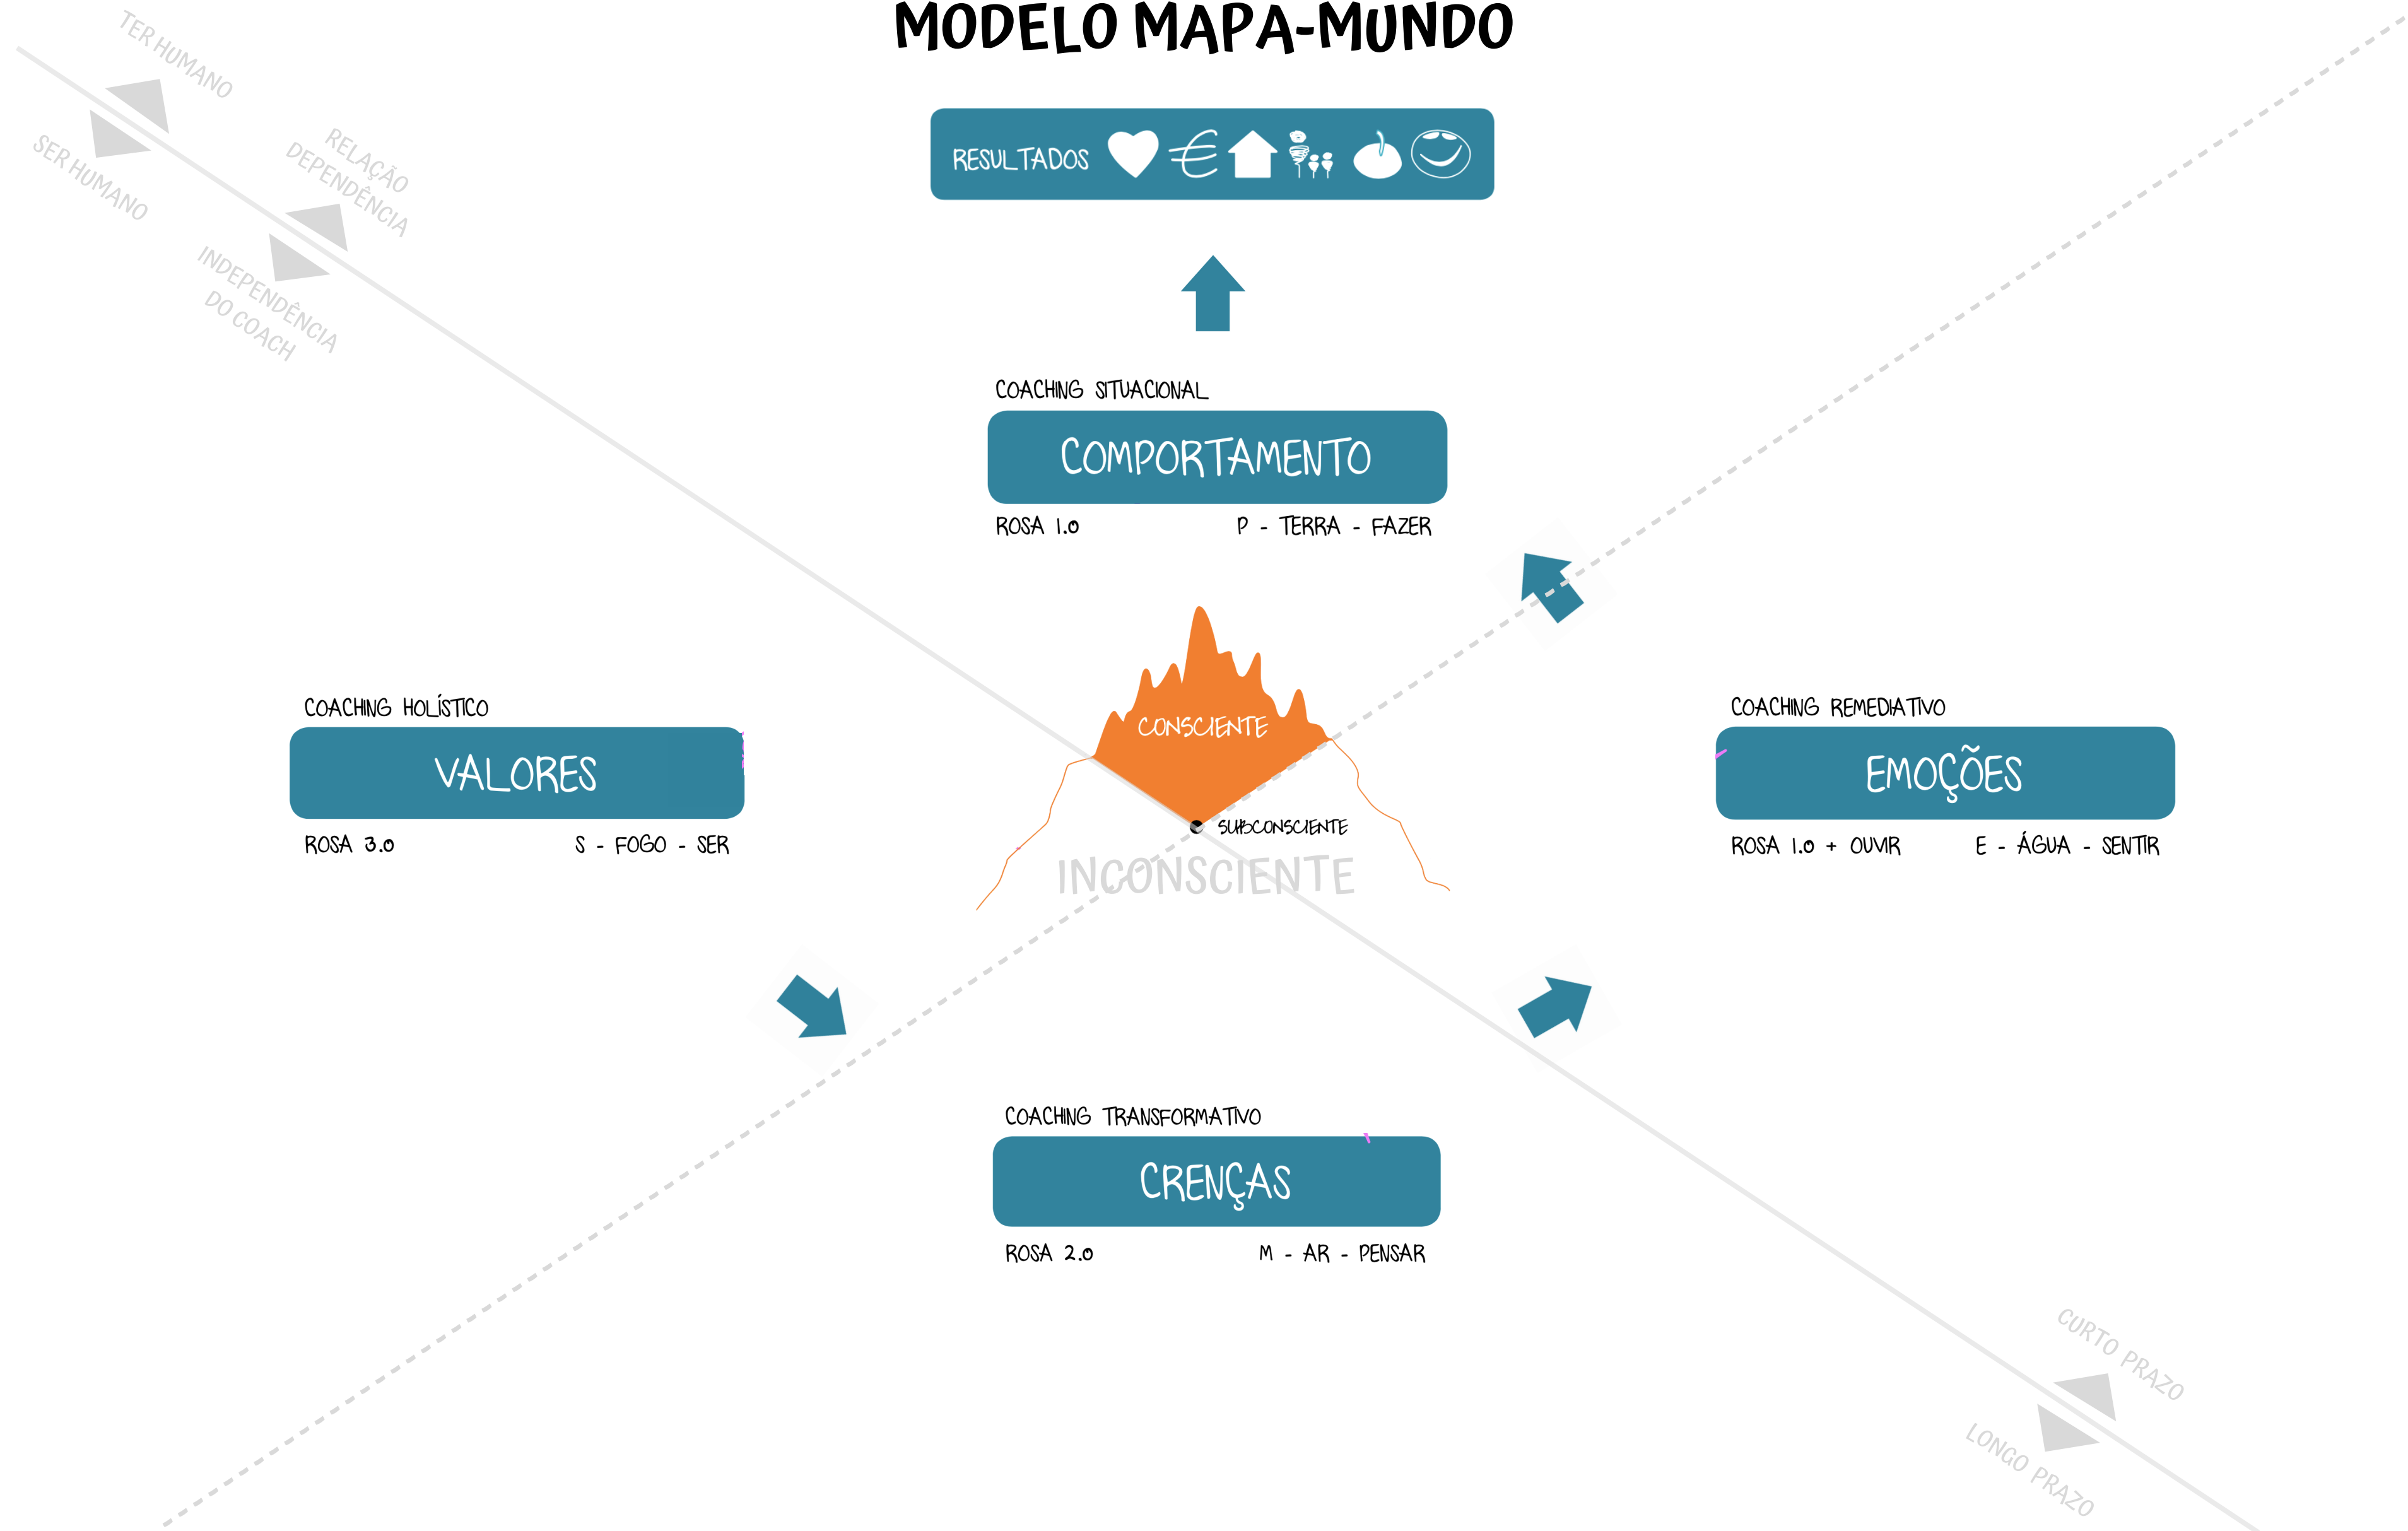 MODELO MAPA-MUNDO
TER HUMANO
SER HUMANO
RELAÇÃO
DEPENDÊNCIA
INDEPENDÊNCIA
DO COACH
RESULTADOS €
COACHING SITUACIONAL
COMPORTAMENTO
ROSA 1.0 P - TERRA - FAZER
COACHING HOLÍSTICO
VALORES
ROSA 3.0 S - FOGO - SER
CONSCIENTE
SUBCONSCIENTE
INCONSCIENTE
COACHING REMEDIATIVO
EMOÇÕES
ROSA 1.0 + OUVIR E - ÁGUA - SENTIR
COACHING TRANSFORMATIVO
CRENÇAS
ROSA 2.0 M - AR - PENSAR
CURTO PRAZO
LONGO PRAZO